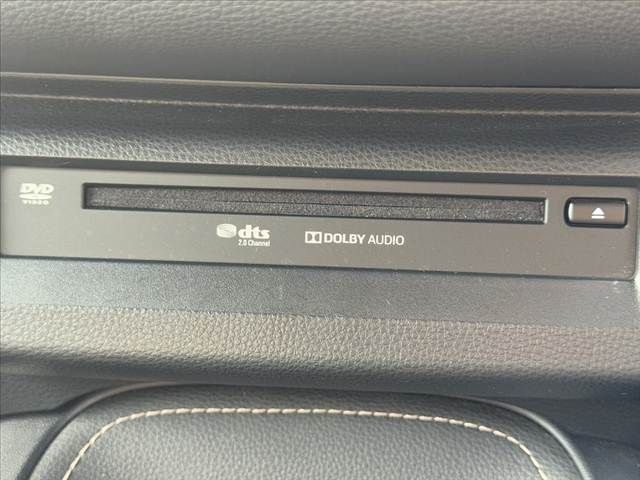 DVD
VIDEO
dts
2.0 Channel
DOLBY AUDIO